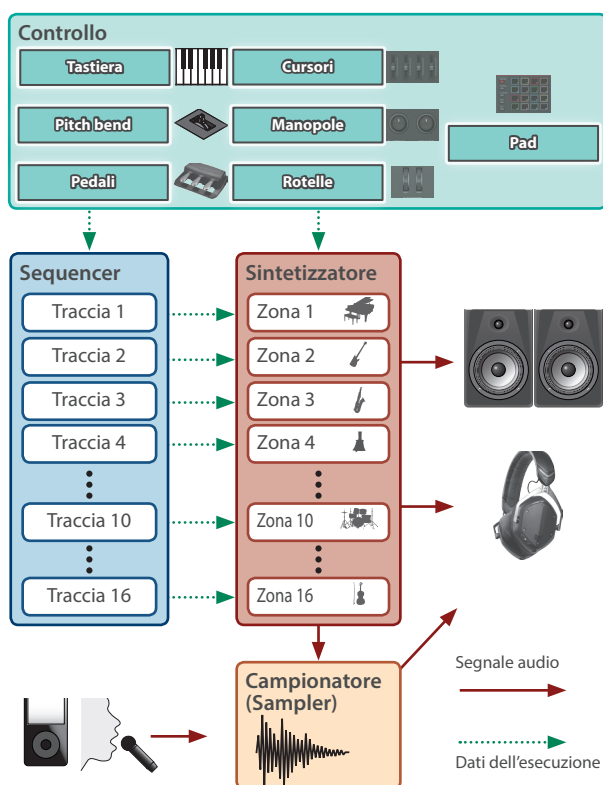 Controllo
Tastiera
Cursori
Pitch bend
Manopole
Pad
Pedali
Rotelle
Sequencer
Sintetizzatore
Traccia 1
Zona 1
Traccia 2
Zona 2
Traccia 3
Zona 3
Traccia 4
Zona 4
Traccia 10
Zona 10
Traccia 16
Zona 16
Campionatore
(Sampler)
Segnale audio
Dati dell’esecuzione